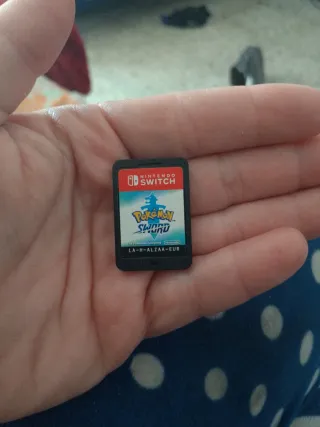 NINTENDO
SWITCH
POKÉMON
SWORD
LA-H-ALZAA-EUR